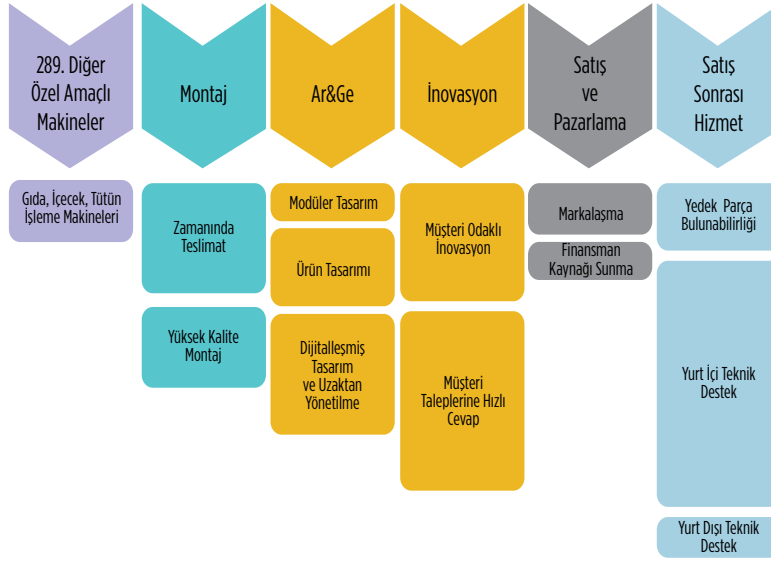 289. Diğer
Özel Amaçlı
Makineler
Montaj
Ar&Ge
İnovasyon
Satış
ve
Pazarlama
Satış
Sonrası
Hizmet
Gıda, İçecek, Tütün
İşleme Makineleri
Zamanında
Teslimat
Yüksek Kalite
Montaj
Modüler Tasarım
Ürün Tasarımı
Dijitalleşmiş
Tasarım
ve Uzaktan
Yönetilme
Müşteri Odaklı
İnovasyon
Müşteri
Taleplerine Hızlı
Cevap
Markalaşma
Finansman
Kaynağı Sunma
Yedek Parça
Bulunabilirliği
Yurt İçi Teknik
Destek
Yurt Dışı Teknik
Destek